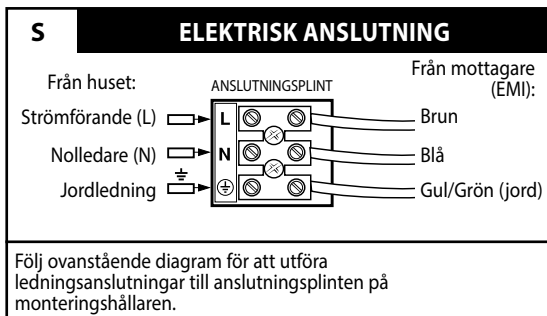 S
ELEKTRISK ANSLUTNING
Från huset:
ANSLUTNINGSPLINT
Från mottagare
(EMI):
Strömförande (L)
L
Brun
Nolledare (N)
N
Blå
Jordledning
Gul/Grön (jord)
Följ ovanstående diagram för att utföra
ledningsanslutningar till anslutningsplinten på
monteringshållaren.